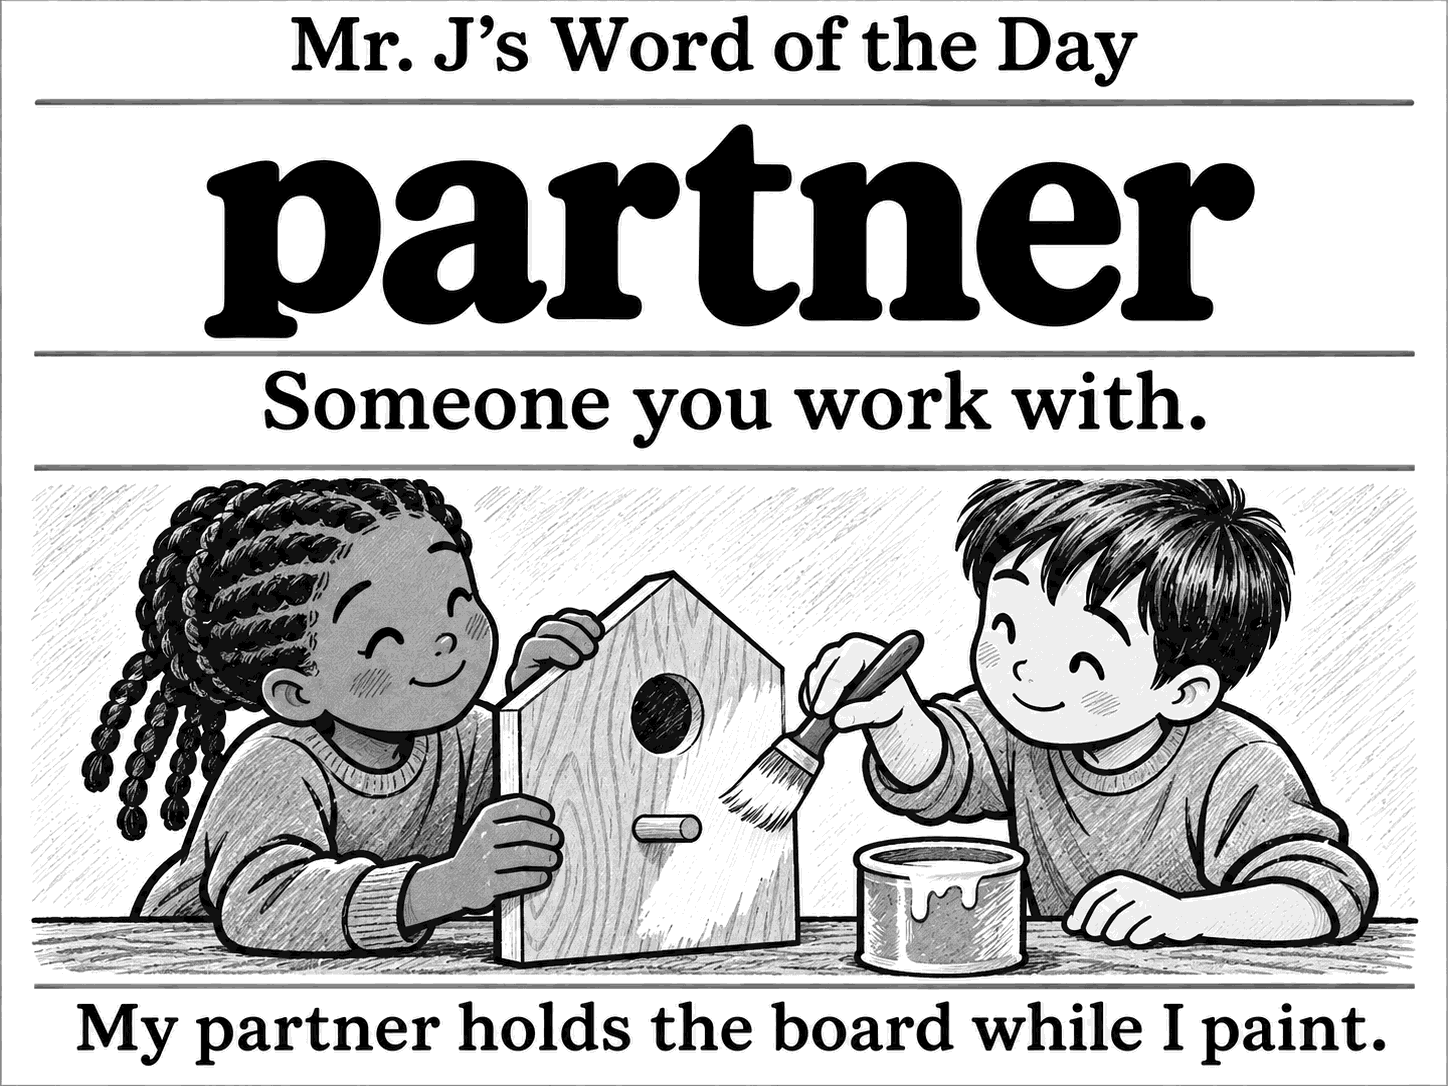 Mr. J’s Word of the Day
partner
Someone you work with.
My partner holds the board while I paint.